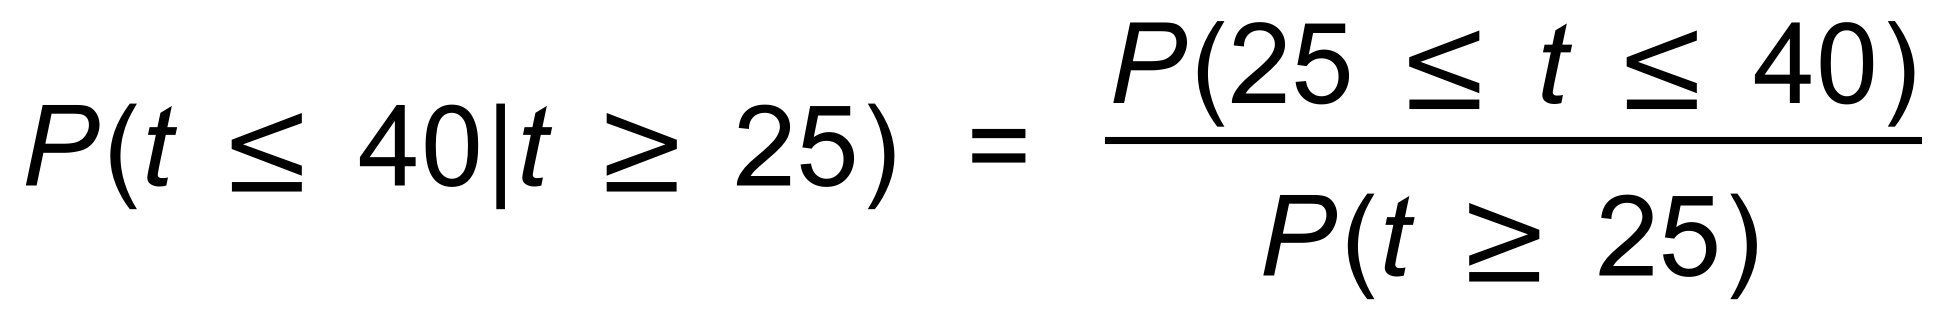 P(t ≤ 40|t ≥ 25) = P(25 ≤ t ≤ 40) / P(t ≥ 25)